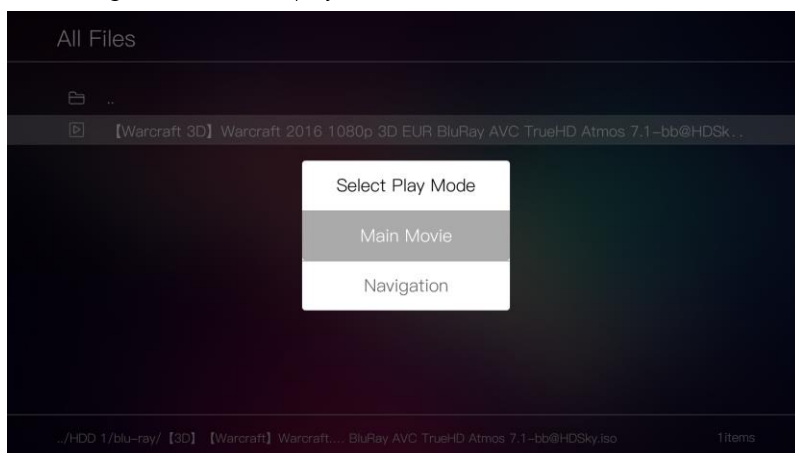 All Files
..
【Warcraft 3D】Warcraft 2016 1080p 3D EUR BluRay AVC TrueHD Atmos 7.1-bb@HDSk. .
Select Play Mode
Main Movie
Navigation
../HDD 1/blu-ray/【3D】【Warcraft】Warcraft.... BluRay AVC TrueHD Atmos 7.1-bb@HDSky.iso 1items